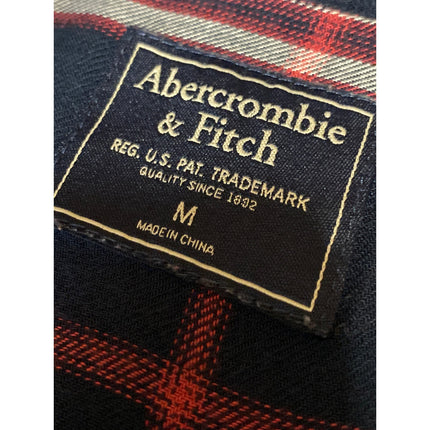 Abercrombie
& Fitch
REG. U.S. PAT. TRADEMARK
QUALITY SINCE 1892
M
MADE IN CHINA